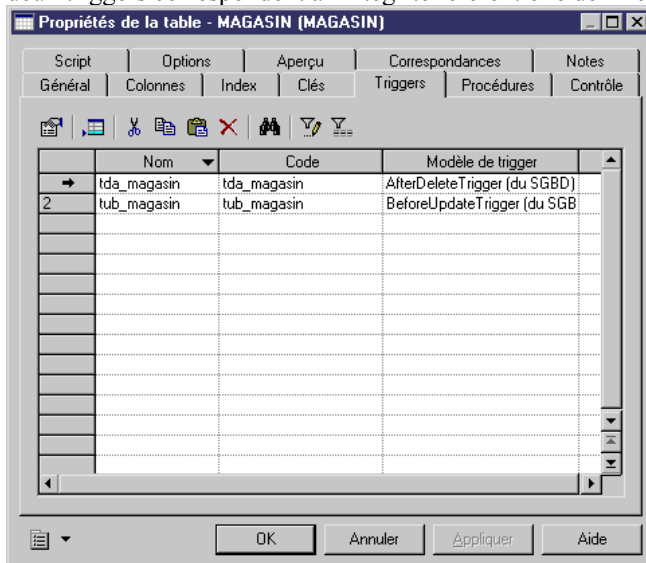 Propriétés de la table - MAGASIN (MAGASIN)
Script Options Aperçu Correspondances Notes
Général Colonnes Index Clés Triggers Procédures Contrôle
Nom Code Modèle de trigger
tda_magasin tda_magasin AfterDeleteTrigger (du SGBD)
2 tub_magasin tub_magasin BeforeUpdateTrigger (du SGB
OK Annuler Appliquer Aide